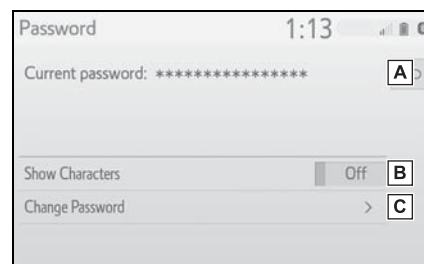 Password 1:13
Current password: **************** A
Show Characters Off B
Change Password > C